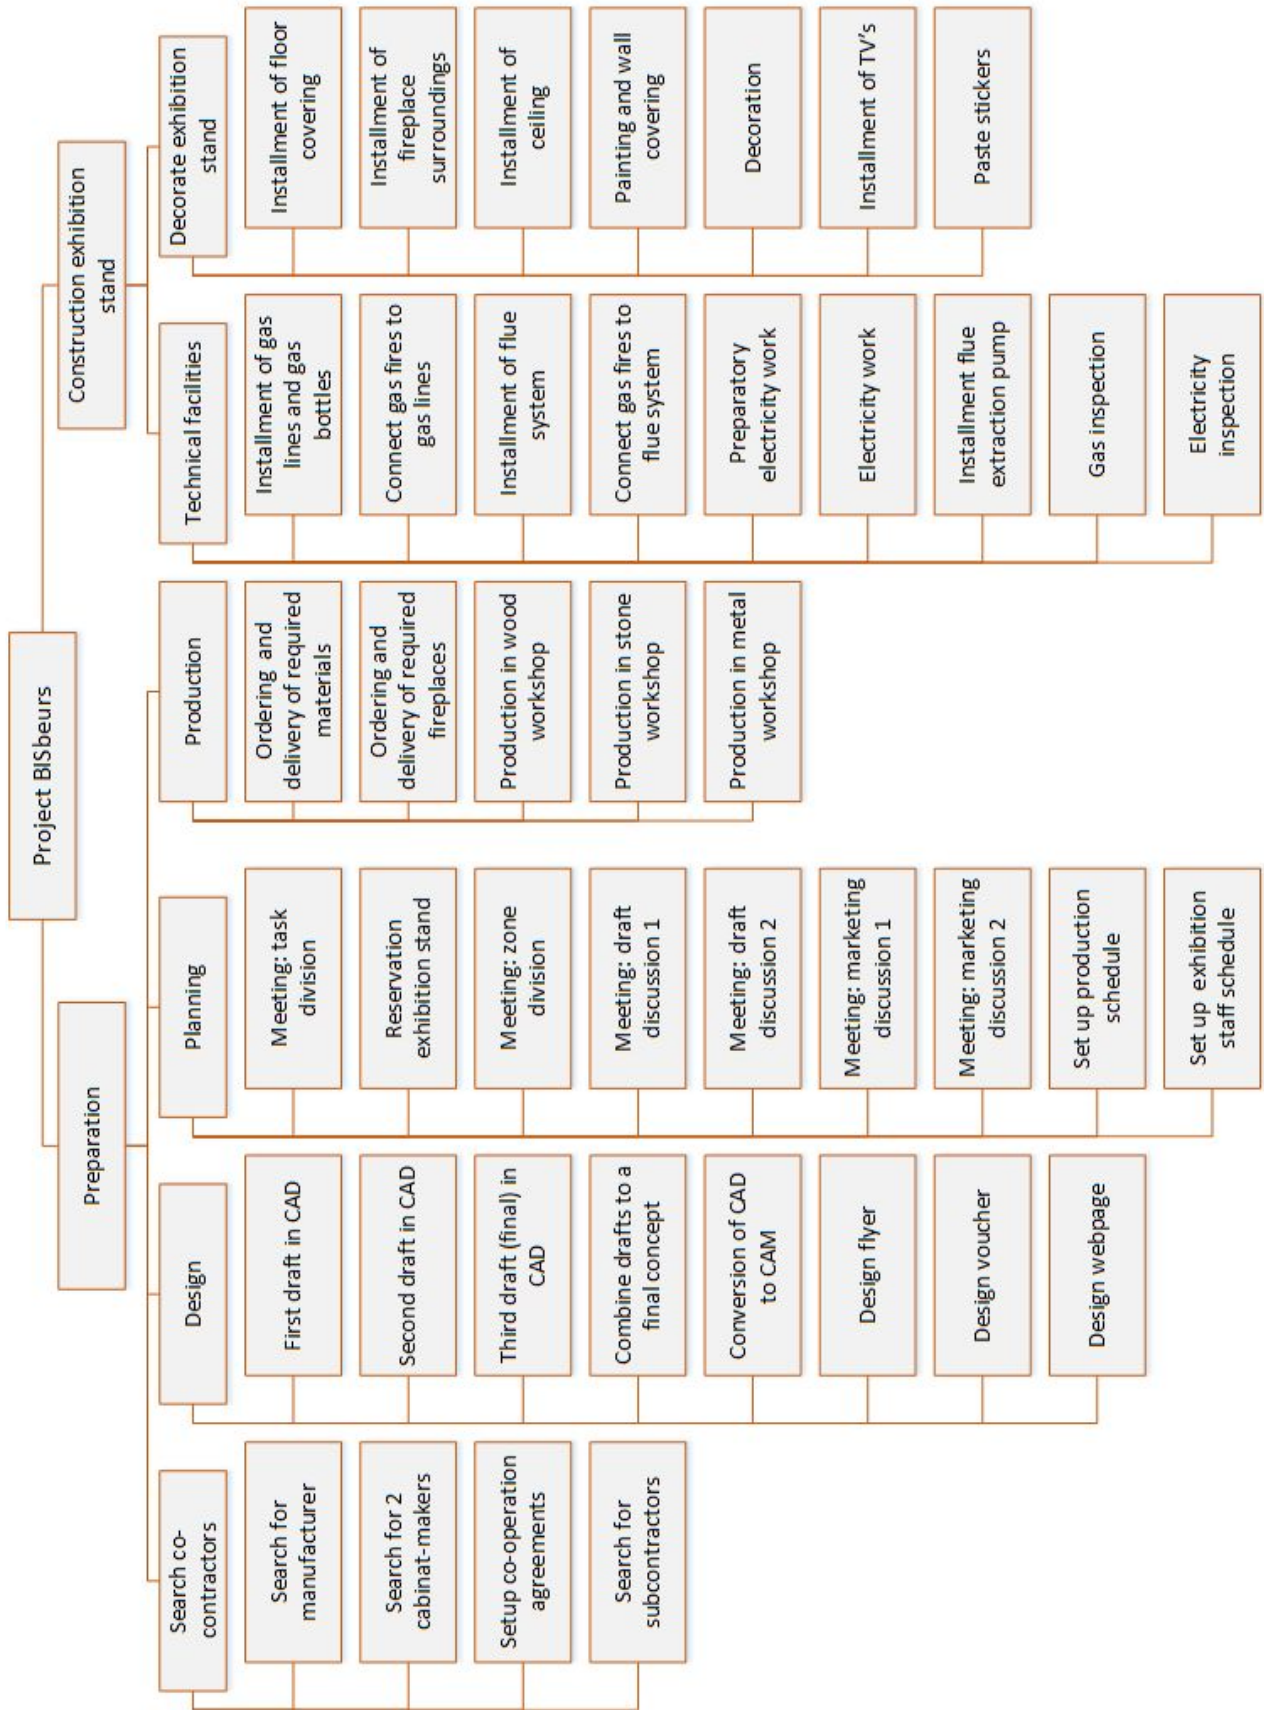 Project BISbeurs
Preparation
Construction exhibition
stand
Search co-
contractors
Search for
manufacturer
Search for 2
cabinat-makers
Setup co-operation
agreements
Search for
subcontractors
Design
First draft in CAD
Second draft in CAD
Third draft (final) in
CAD
Combine drafts to a
final concept
Conversion of CAD
to CAM
Design flyer
Design voucher
Design webpage
Planning
Meeting: task
division
Reservation
exhibition stand
Meeting: zone
division
Meeting: draft
discussion 1
Meeting: draft
discussion 2
Meeting: marketing
discussion 1
Meeting: marketing
discussion 2
Set up production
schedule
Set up exhibition
staff schedule
Production
Ordering and
delivery of required
materials
Ordering and
delivery of required
fireplaces
Production in wood
workshop
Production in stone
workshop
Production in metal
workshop
Technical facilities
Installment of gas
lines and gas
bottles
Connect gas fires to
gas lines
Installment of flue
system
Connect gas fires to
flue system
Preparatory
electricity work
Electricity work
Installment flue
extraction pump
Gas inspection
Electricity
inspection
Decorate exhibition
stand
Installment of floor
covering
Installment of
fireplace
surroundings
Installment of
ceiling
Painting and wall
covering
Decoration
Installment of TV's
Paste stickers